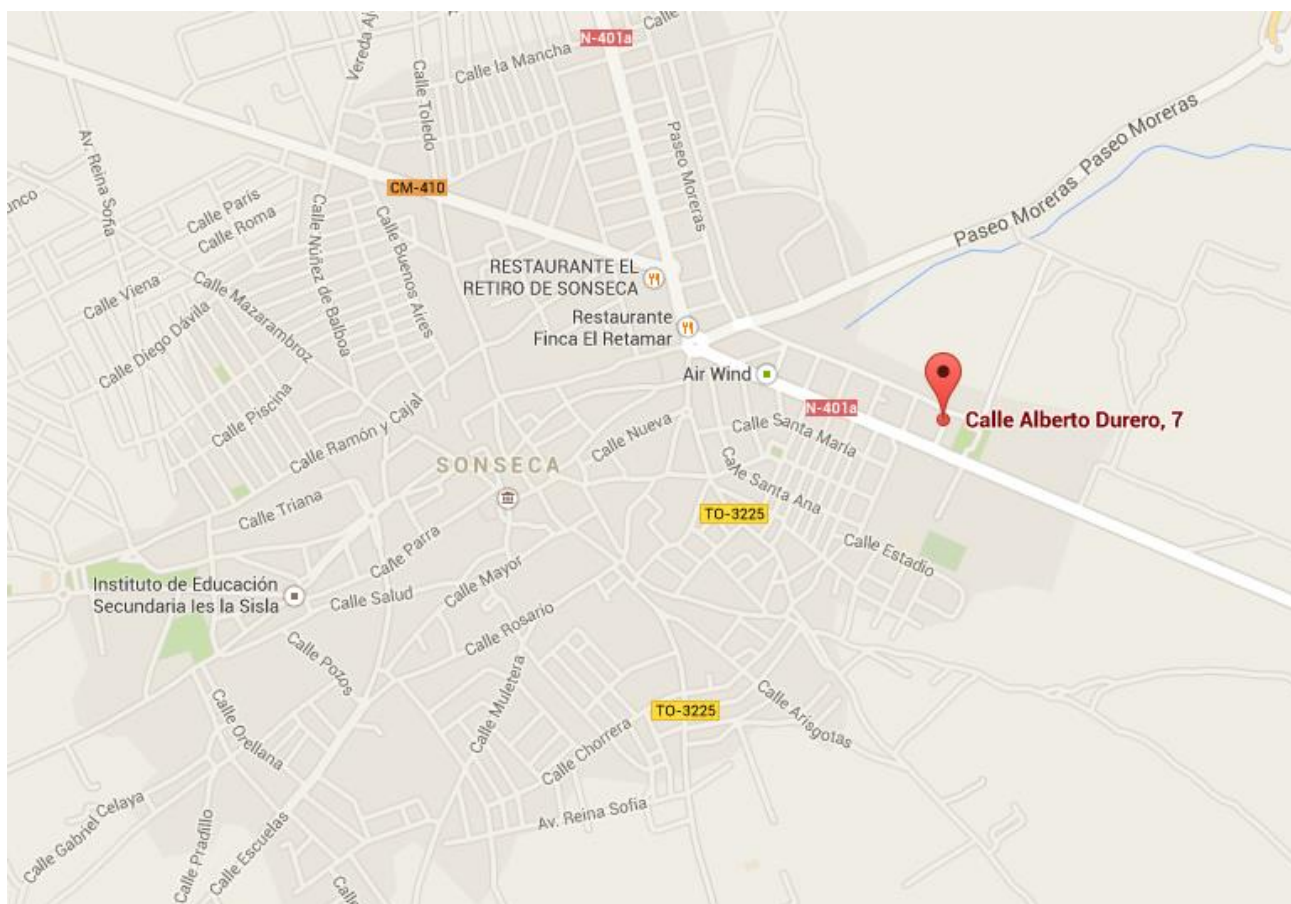 N-401a
Calle
Vereda
Calle la Mancha
Calle Toledo
Av. Reina Sofía
Paseo Moreras
Paseo Moreras
Paseo Moreras
CM-410
Calle París
Calle Roma
Calle Núñez de Balboa
Calle Buenos Aires
RESTAURANTE EL
RETIRO DE SONSECA
Calle Viena
Calle Mazarambroz
Restaurante
Finca El Retamar
Calle Diego Dávila
Air Wind
N-401a
Calle Alberto Durero, 7
Calle Piscina
Calle Ramón y Cajal
Calle Nueva
Calle Santa María
SONSECA
Calle Santa Ana
Calle Triana
TO-3225
Calle Parra
Calle Estadio
Instituto de Educación
Secundaria Ies la Sisla
Calle Salud
Calle Mayor
Calle Rosario
Calle Pozos
Calle Muletera
TO-3225
Calle Arisgotas
Calle Orellana
Calle Chorrera
Av. Reina Sofía
Calle Gabriel Celaya
Calle Pradillo
Calle Escuelas
Calle